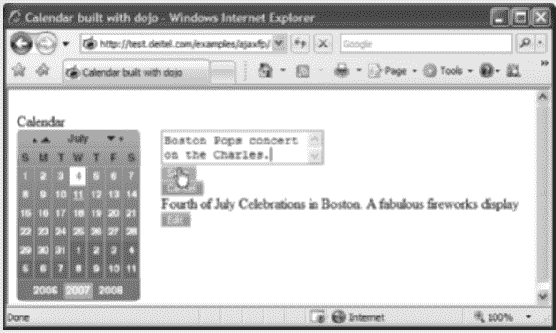 Calendar built with dojo - Windows Internet Explorer
http://test.deitel.com/examples/ajaxfp/
Google
Calendar built with dojo
Page
Tools
Calendar
July
S M T W T F S
1 2 3 4 5 6 7
8 9 10 11 12 13 14
15 16 17 18 19 20 21
22 23 24 25 26 27 28
29 30 31 1 2 3 4
5 6 7 8 9 10 11
2006 2007 2008
Boston Pops concert
on the Charles.
Fourth of July Celebrations in Boston. A fabulous fireworks display
Edit
Done
Internet
100%